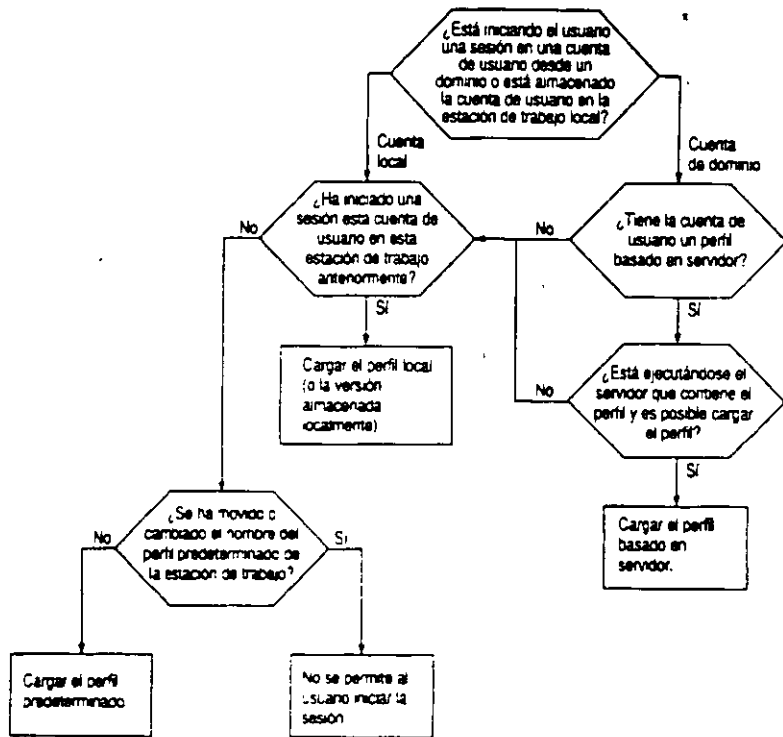 ¿Está iniciando el usuario
una sesión en una cuenta
de usuario desde un
dominio o está almacenado
la cuenta de usuario en la
estación de trabajo local?
Cuenta
local
Cuenta
de dominio
¿Ha iniciado una
sesión esta cuenta de
usuario en esta
estación de trabajo
anteriormente?
No
Sí
¿Tiene la cuenta de
usuario un perfil
basado en servidor?
No
Sí
Cargar el perfil local
(o la versión
almacenada
localmente)
¿Está ejecutándose el
servidor que contiene el
perfil y es posible cargar
el perfil?
No
Sí
¿Se ha movido o
cambiado el nombre del
perfil predeterminado de
la estación de trabajo?
No
Sí
Cargar el perfil
basado en
servidor.
Cargar el perfil
predeterminado
No se permite al
usuario iniciar la
sesión